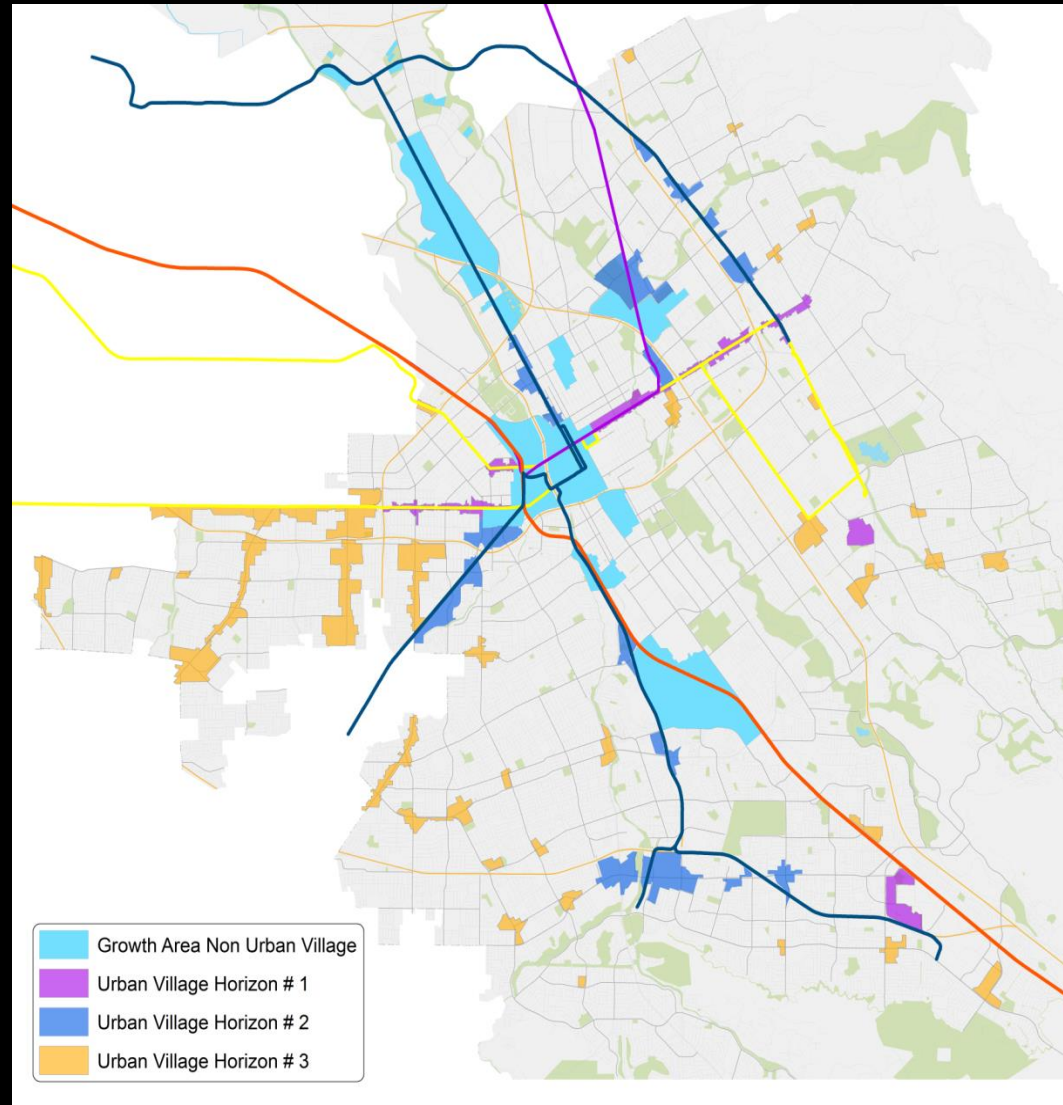 Growth Area Non Urban Village
Urban Village Horizon # 1
Urban Village Horizon # 2
Urban Village Horizon # 3